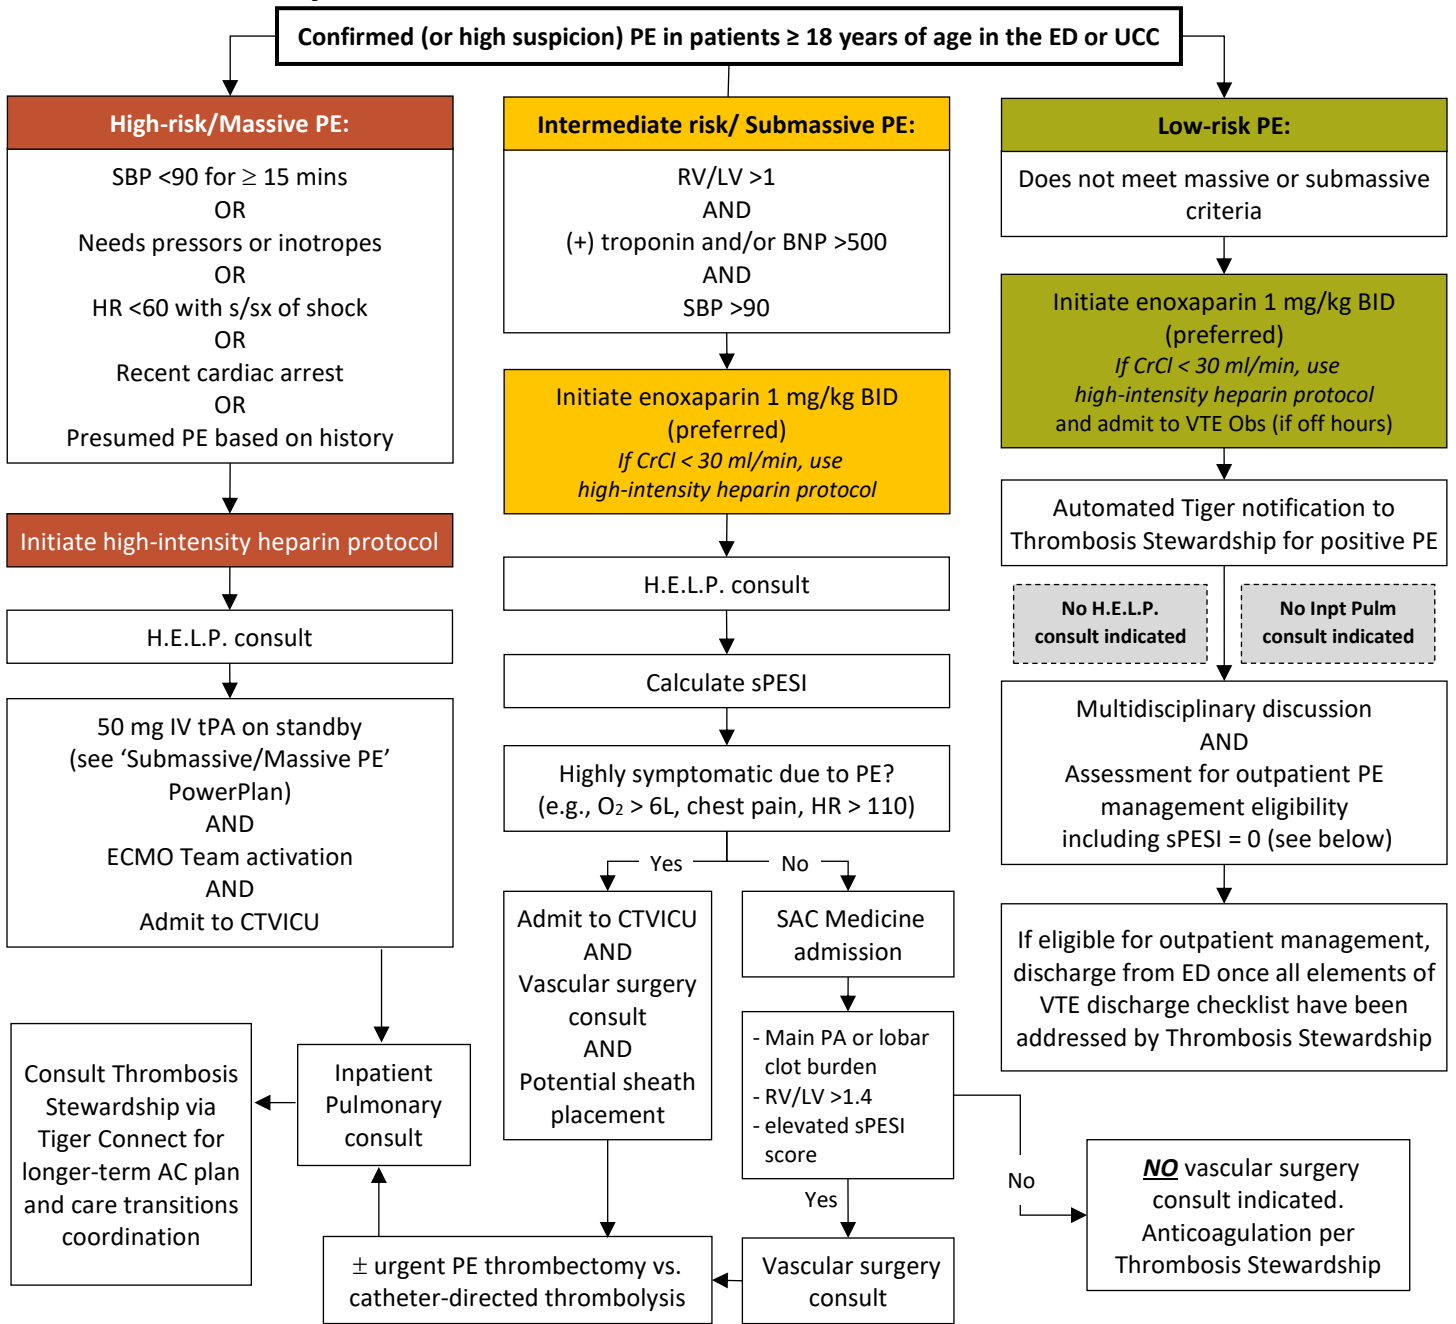 Confirmed (or high suspicion) PE in patients ≥ 18 years of age in the ED or UCC
High-risk/Massive PE:
SBP <90 for ≥ 15 mins
OR
Needs pressors or inotropes
OR
HR <60 with s/sx of shock
OR
Recent cardiac arrest
OR
Presumed PE based on history
Initiate high-intensity heparin protocol
H.E.L.P. consult
50 mg IV tPA on standby
(see ‘Submassive/Massive PE’
PowerPlan)
AND
ECMO Team activation
AND
Admit to CTVICU
Inpatient
Pulmonary
consult
Consult Thrombosis
Stewardship via
Tiger Connect for
longer-term AC plan
and care transitions
coordination
Intermediate risk/ Submassive PE:
RV/LV >1
AND
(+) troponin and/or BNP >500
AND
SBP >90
Initiate enoxaparin 1 mg/kg BID
(preferred)
If CrCl < 30 ml/min, use
high-intensity heparin protocol
H.E.L.P. consult
Calculate sPESI
Highly symptomatic due to PE?
(e.g., O2 > 6L, chest pain, HR > 110)
Yes
No
Admit to CTVICU
AND
Vascular surgery
consult
AND
Potential sheath
placement
SAC Medicine
admission
- Main PA or lobar
clot burden
- RV/LV >1.4
- elevated sPESI
score
Yes
No
Vascular surgery
consult
± urgent PE thrombectomy vs.
catheter-directed thrombolysis
NO vascular surgery
consult indicated.
Anticoagulation per
Thrombosis Stewardship
Low-risk PE:
Does not meet massive or submassive
criteria
Initiate enoxaparin 1 mg/kg BID
(preferred)
If CrCl < 30 ml/min, use
high-intensity heparin protocol
and admit to VTE Obs (if off hours)
Automated Tiger notification to
Thrombosis Stewardship for positive PE
No H.E.L.P.
consult indicated
No Inpt Pulm
consult indicated
Multidisciplinary discussion
AND
Assessment for outpatient PE
management eligibility
including sPESI = 0 (see below)
If eligible for outpatient management,
discharge from ED once all elements of
VTE discharge checklist have been
addressed by Thrombosis Stewardship